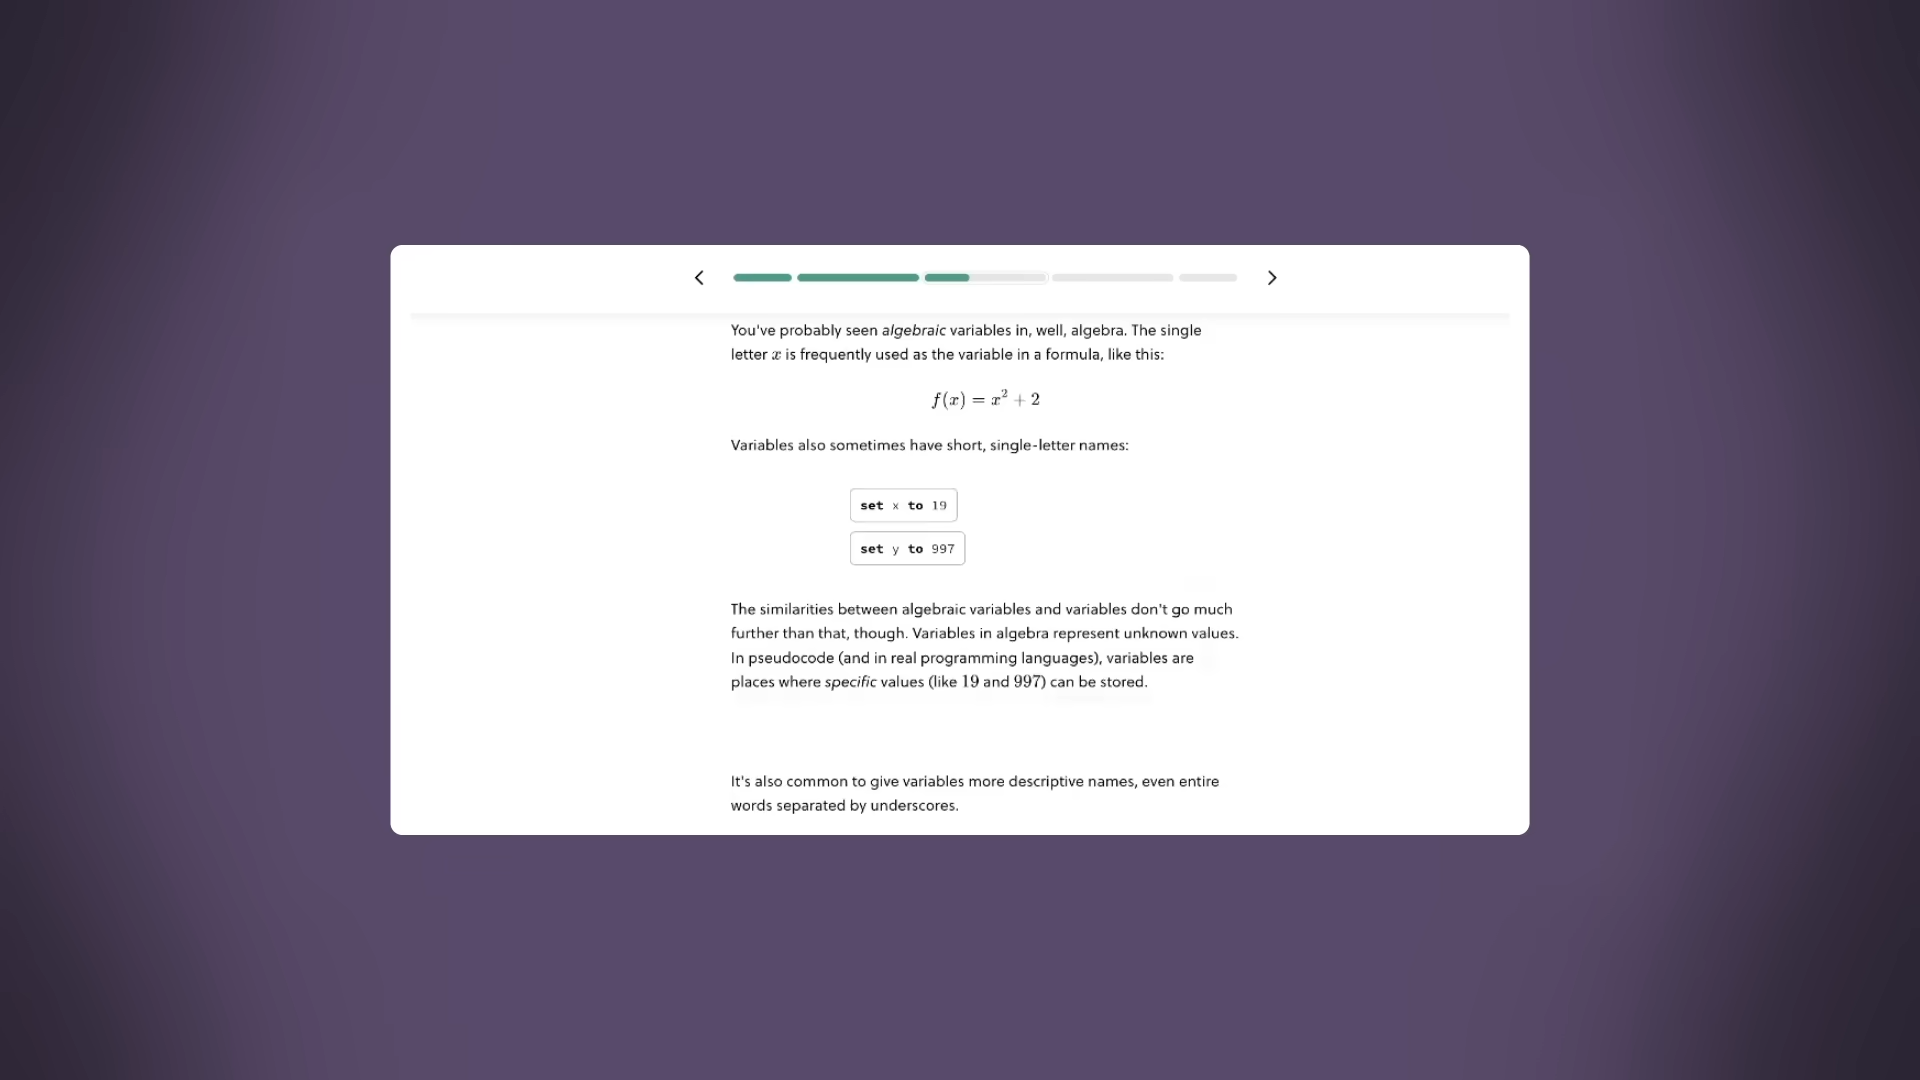 You've probably seen algebraic variables in, well, algebra. The single
letter x is frequently used as the variable in a formula, like this:
f(x) = x² + 2
Variables also sometimes have short, single-letter names:
set x to 19
set y to 997
The similarities between algebraic variables and variables don't go much
further than that, though. Variables in algebra represent unknown values.
In pseudocode (and in real programming languages), variables are
places where specific values (like 19 and 997) can be stored.
It's also common to give variables more descriptive names, even entire
words separated by underscores.